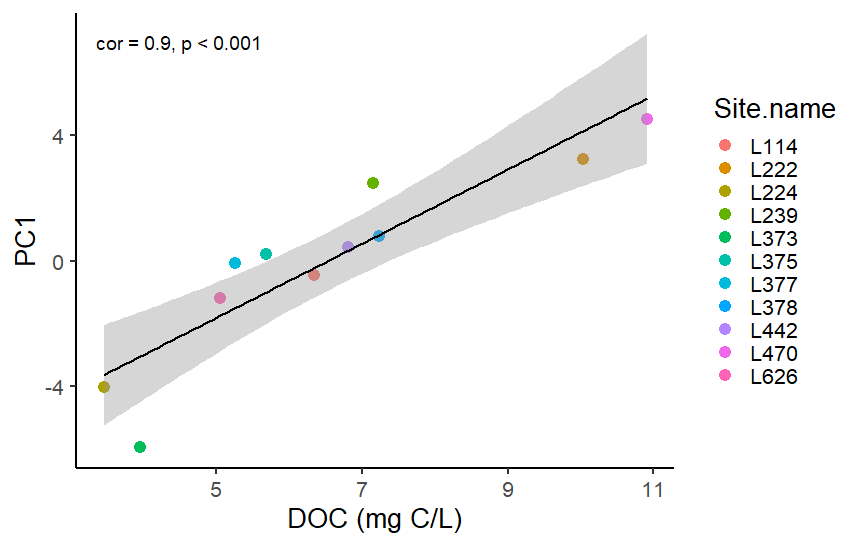 cor = 0.9, p < 0.001
PC1
4
0
-4
5
7
9
11
DOC (mg C/L)
Site.name
L114
L222
L224
L239
L373
L375
L377
L378
L442
L470
L626